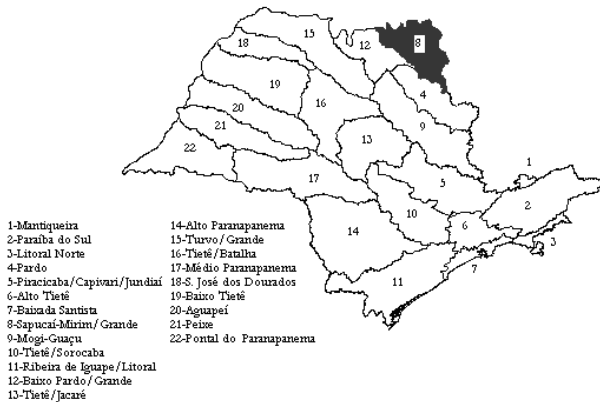 15
18
12
8
19
4
16
20
9
21
13
22
1
17
5
2
10
14
6
3
7
11
1-Mantiqueira
2-Paraíba do Sul
3-Litoral Norte
4-Pardo
5-Piracicaba/Capivari/Jundiaí
6-Alto Tietê
7-Baixada Santista
8-Sapucaí-Mirim/Grande
9-Mogi-Guaçu
10-Tietê/Sorocaba
11-Ribeira de Iguape/Litoral
12-Baixo Pardo/Grande
13-Tietê/Jacaré
14-Alto Paranapanema
15-Turvo/Grande
16-Tietê/Batalha
17-Médio Paranapanema
18-S. José dos Dourados
19-Baixo Tietê
20-Aguapeí
21-Peixe
22-Pontal do Paranapanema